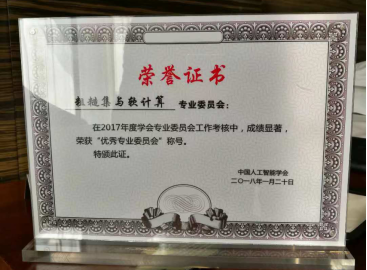 荣誉证书
粗糙集与软计算 专业委员会：
在2017年度学会专业委员会工作考核中，成绩显著，
荣获“优秀专业委员会”称号。
特颁此证。
中国人工智能学会
二〇一八年一月二十日